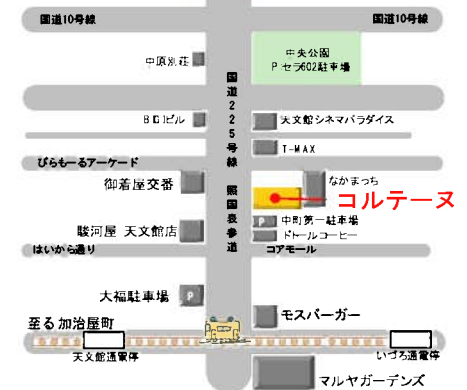 国道10号線
国道10号線
中原別荘
中央公園
P セラ602駐車場
国道225号線 照国表参道
BDIビル
天文館シネマパラダイス
T-MAX
ぴらもーるアーケード
御着屋交番
なかまっち
コルテーヌ
P 中町第一駐車場
駿河屋 天文館店
ドトールコーヒー
はいから通り
コアモール
大福駐車場 P
モスバーガー
至る 加治屋町
天文館通電停
いづろ通電停
マルヤガーデンズ